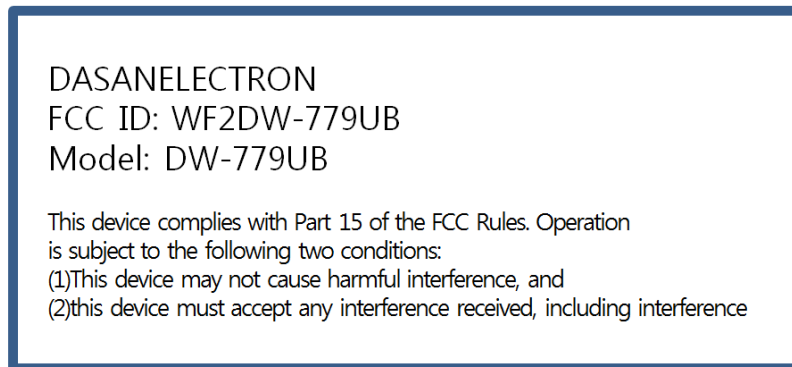 DASANELECTRON
FCC ID: WF2DW-779UB
Model: DW-779UB
This device complies with Part 15 of the FCC Rules. Operation
is subject to the following two conditions:
(1)This device may not cause harmful interference, and
(2)this device must accept any interference received, including interference